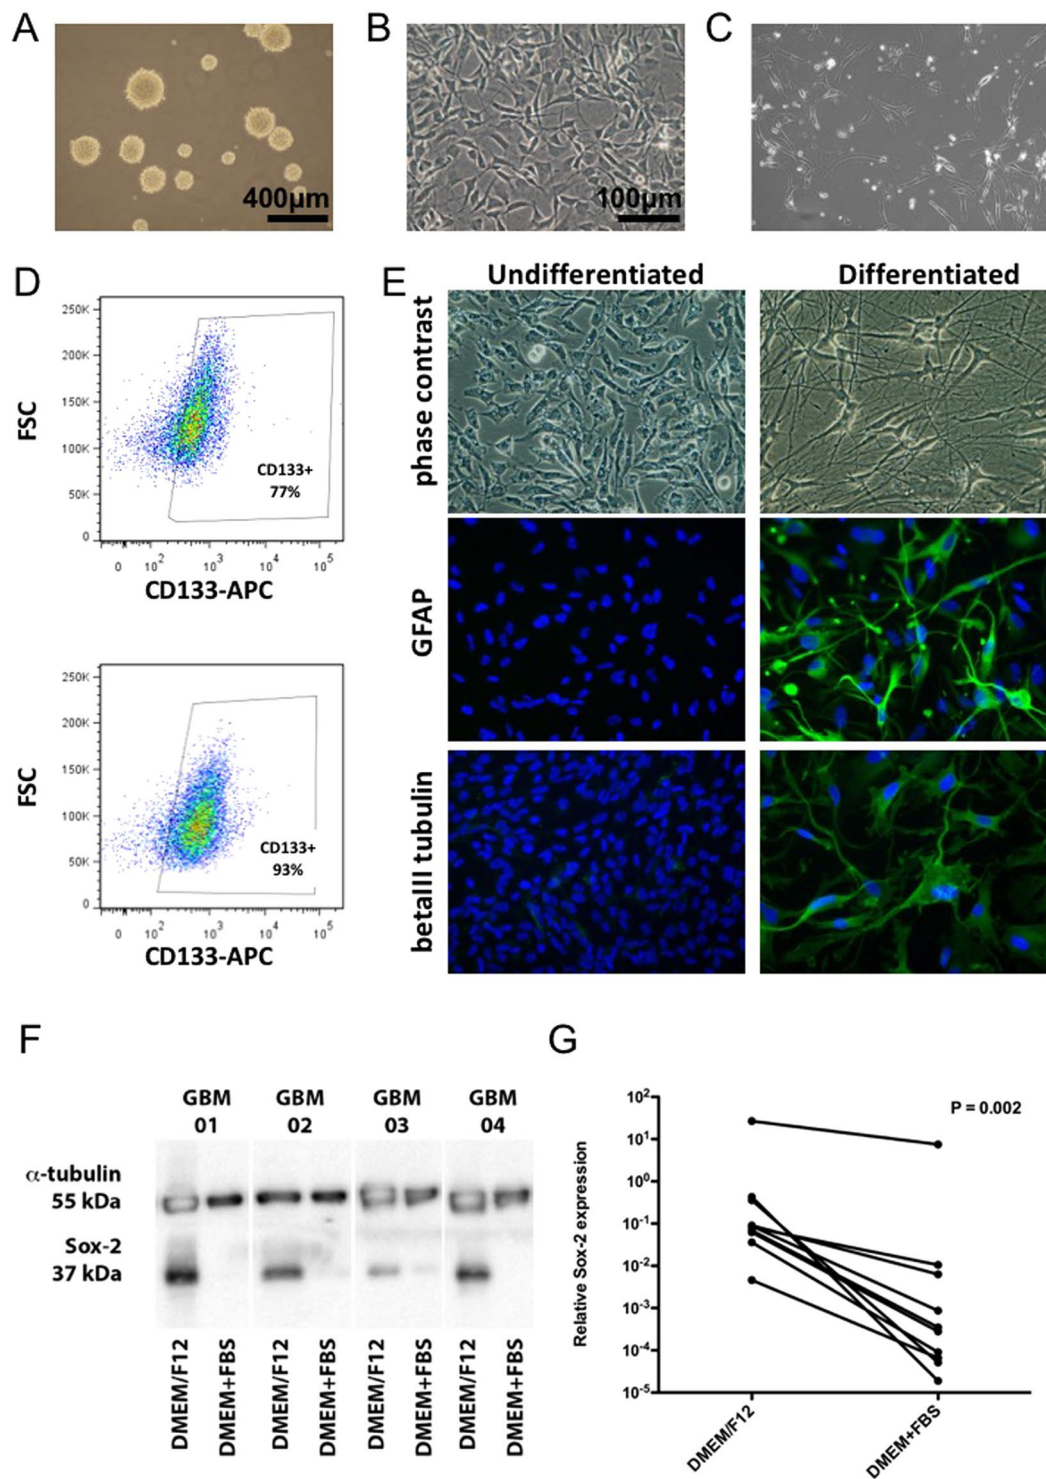 A
B
C
400μm
100μm
D
E
Undifferentiated
Differentiated
phase contrast
GFAP
betaIII tubulin
FSC
250K
200K
150K
100K
50K
0
CD133+
77%
0 10² 10³ 10⁴ 10⁵
CD133-APC
FSC
250K
200K
150K
100K
50K
0
CD133+
93%
0 10² 10³ 10⁴ 10⁵
CD133-APC
F
GBM 01
GBM 02
GBM 03
GBM 04
α-tubulin
55 kDa
Sox-2
37 kDa
DMEM/F12
DMEM+FBS
DMEM/F12
DMEM+FBS
DMEM/F12
DMEM+FBS
DMEM/F12
DMEM+FBS
G
P = 0.002
Relative Sox-2 expression
10²
10¹
10⁰
10⁻¹
10⁻²
10⁻³
10⁻⁴
10⁻⁵
DMEM/F12
DMEM+FBS